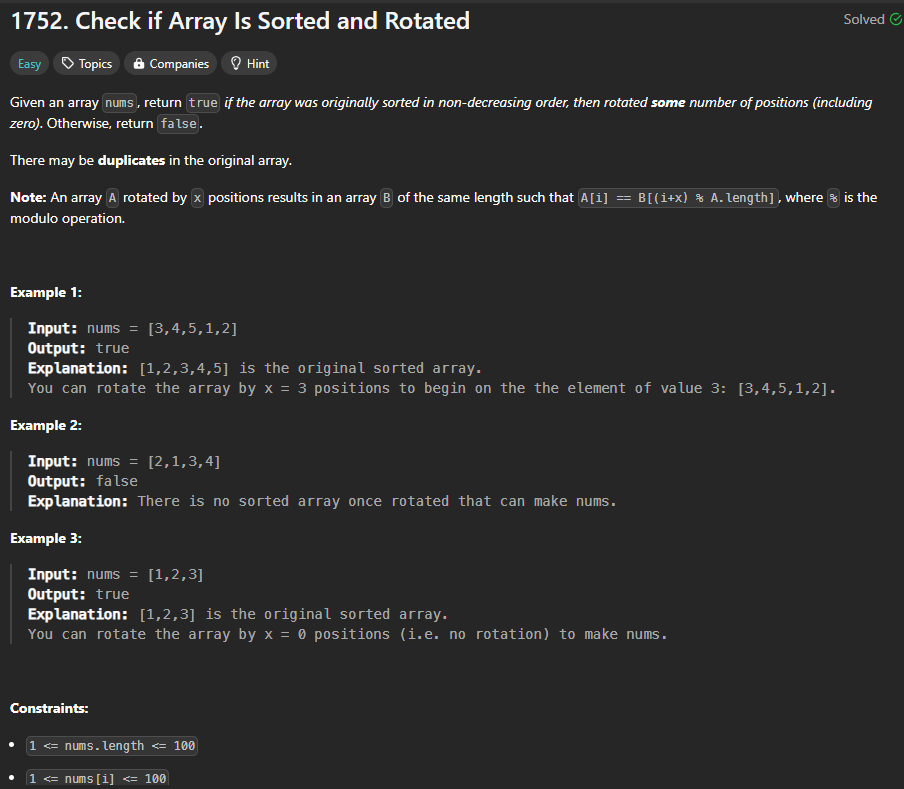 1752. Check if Array Is Sorted and Rotated
Solved
Easy Topics Companies Hint
Given an array nums, return true if the array was originally sorted in non-decreasing order, then rotated some number of positions (including
zero). Otherwise, return false.
There may be duplicates in the original array.
Note: An array A rotated by x positions results in an array B of the same length such that A[i] == B[(i+x) % A.length], where % is the
modulo operation.
Example 1:
Input: nums = [3,4,5,1,2]
Output: true
Explanation: [1,2,3,4,5] is the original sorted array.
You can rotate the array by x = 3 positions to begin on the the element of value 3: [3,4,5,1,2].
Example 2:
Input: nums = [2,1,3,4]
Output: false
Explanation: There is no sorted array once rotated that can make nums.
Example 3:
Input: nums = [1,2,3]
Output: true
Explanation: [1,2,3] is the original sorted array.
You can rotate the array by x = 0 positions (i.e. no rotation) to make nums.
Constraints:
• 1 <= nums.length <= 100
• 1 <= nums[i] <= 100